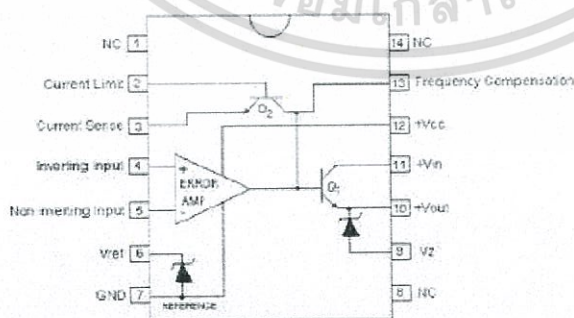 NC 1
Current Limit 2
Current Sense 3
Inverting Input 4
Non-inverting Input 5
Vref 6
GND 7
14 NC
13 Frequency Compensation
12 +Vcc
11 +Vin
10 +Vout
9 Vz
8 NC
Q2
+
ERROR
AMP
-
Q1
REFERENCE